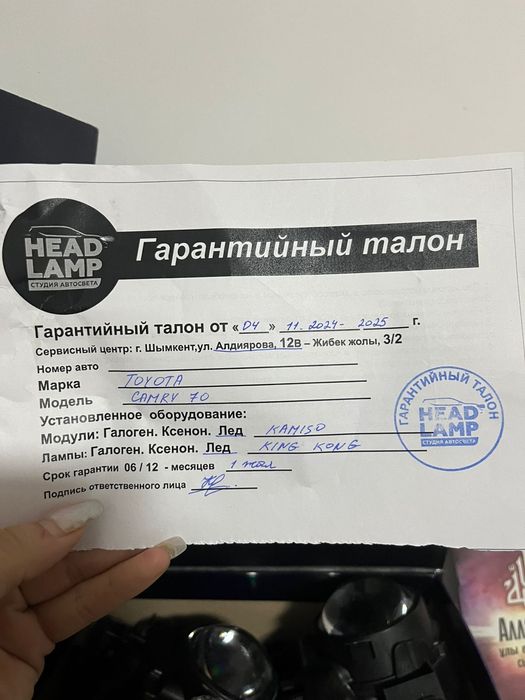 HEAD
LAMP
СТУДИЯ АВТОСВЕТА
Гарантийный талон
Гарантийный талон от «04» 11.2024- 2025 г.
Сервисный центр: г. Шымкент,ул. Алдиярова, 12в – Жибек жолы, 3/2
Номер авто
Марка TOYOTA
Модель CAMRY 70
Установленное оборудование:
Модули: Галоген. Ксенон. Лед KAMISO
Лампы: Галоген. Ксенон. Лед KING KONG
Срок гарантии 06 / 12 - месяцев 1 жыл
Подпись ответственного лица
ГАРАНТИЙНЫЙ ТАЛОН
HEAD
LAMP
СТУДИЯ АВТОСВЕТА
ұлы